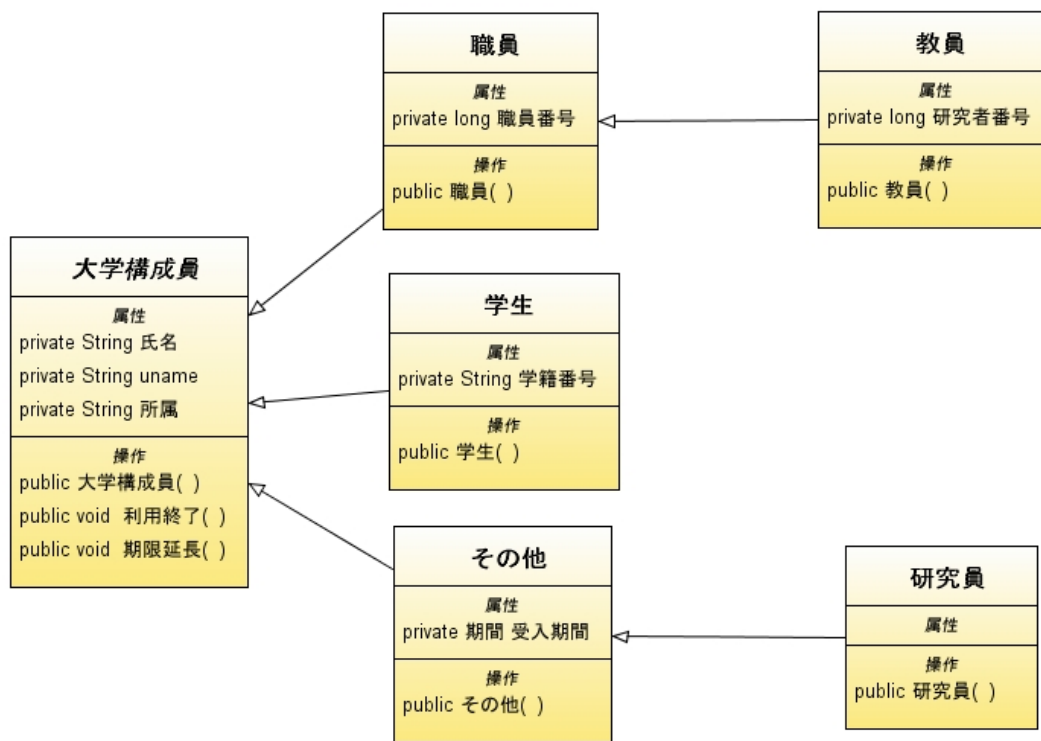 職員
属性
private long 職員番号
操作
public 職員( )
教員
属性
private long 研究者番号
操作
public 教員( )
大学構成員
属性
private String 氏名
private String uname
private String 所属
操作
public 大学構成員( )
public void 利用終了( )
public void 期限延長( )
学生
属性
private String 学籍番号
操作
public 学生( )
その他
属性
private 期間 受入期間
操作
public その他( )
研究員
属性
操作
public 研究員( )